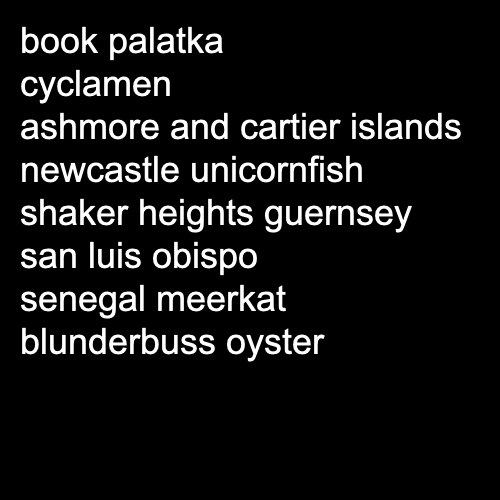 book palatka
cyclamen
ashmore and cartier islands
newcastle unicornfish
shaker heights guernsey
san luis obispo
senegal meerkat
blunderbuss oyster